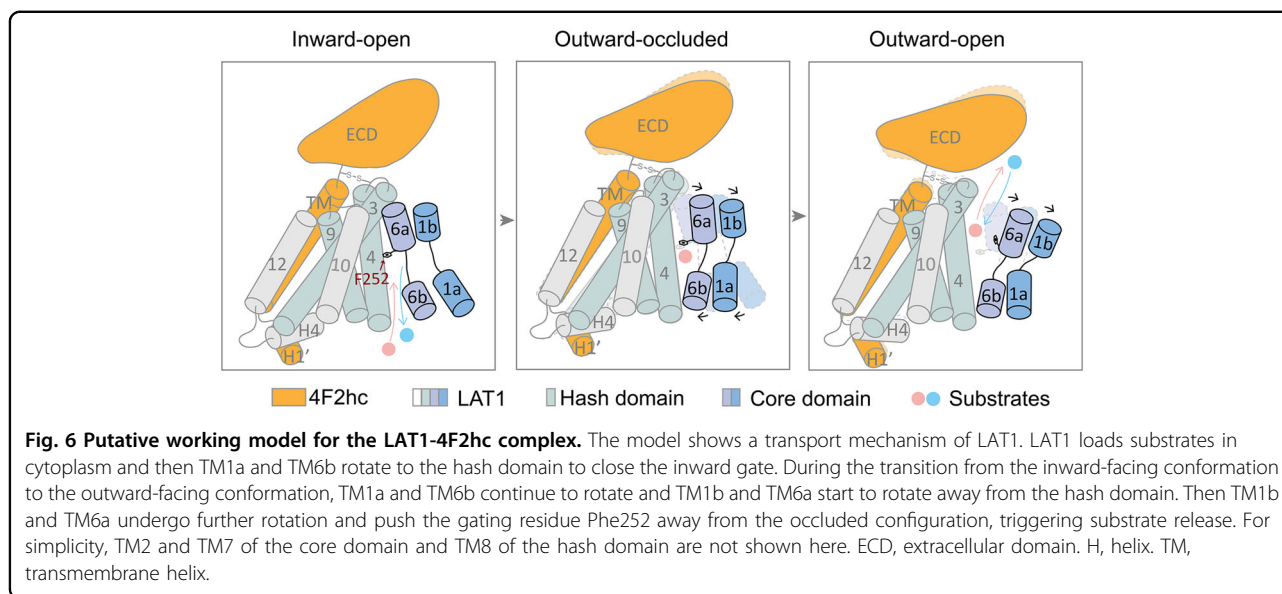 Inward-open
Outward-occluded
Outward-open
ECD
s-s
TM
3
6a
1b
9
12
10
4
F252
6b
1a
H4
H1'
ECD
s-s
TM
3
6a
1b
9
12
10
4
6b
1a
H4
H1'
ECD
s-s
TM
3
6a
1b
9
12
10
4
6b
1a
H4
H1'
4F2hc
LAT1
Hash domain
Core domain
Substrates
Fig. 6 Putative working model for the LAT1-4F2hc complex. The model shows a transport mechanism of LAT1. LAT1 loads substrates in
cytoplasm and then TM1a and TM6b rotate to the hash domain to close the inward gate. During the transition from the inward-facing conformation
to the outward-facing conformation, TM1a and TM6b continue to rotate and TM1b and TM6a start to rotate away from the hash domain. Then TM1b
and TM6a undergo further rotation and push the gating residue Phe252 away from the occluded configuration, triggering substrate release. For
simplicity, TM2 and TM7 of the core domain and TM8 of the hash domain are not shown here. ECD, extracellular domain. H, helix. TM,
transmembrane helix.